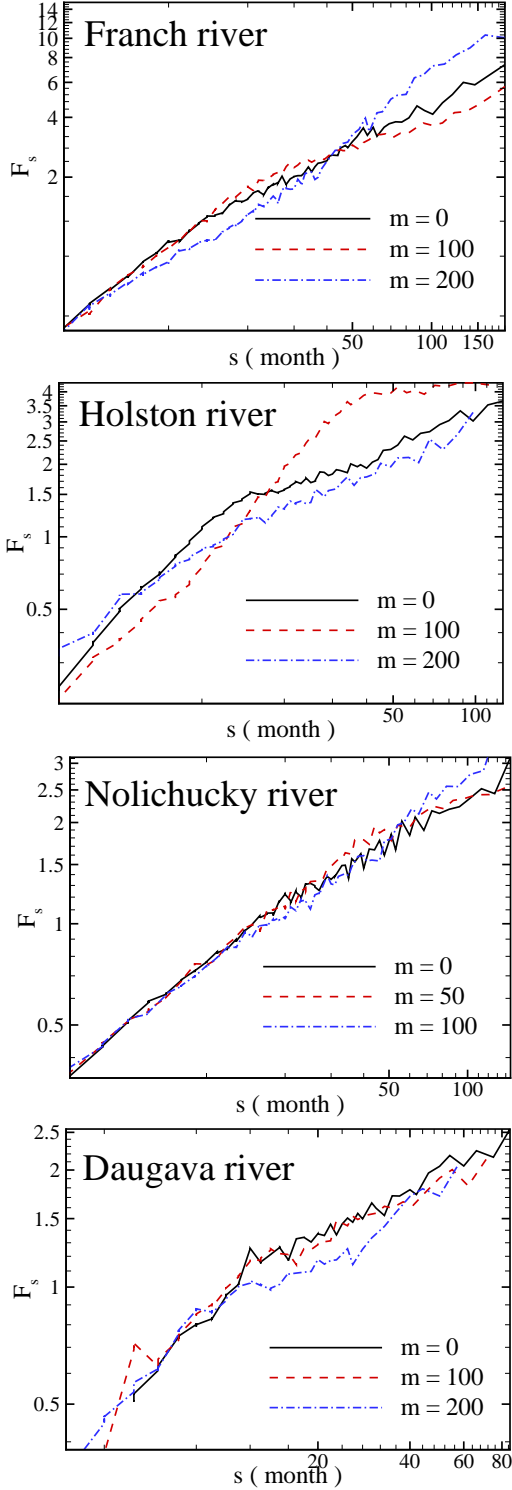 Franch river
14
10
8
6
4
2
F_s
m = 0
m = 100
m = 200
50 100 150
s ( month )
Holston river
3.4
3.5
2.5
2
1.5
1
0.5
F_s
m = 0
m = 100
m = 200
50 100
s ( month )
Nolichucky river
3
2.5
2
1.5
1
0.5
F_s
m = 0
m = 50
m = 100
50 100
s ( month )
Daugava river
2.5
2
1.5
1
0.5
F_s
m = 0
m = 100
m = 200
20 40 60 80
s ( month )